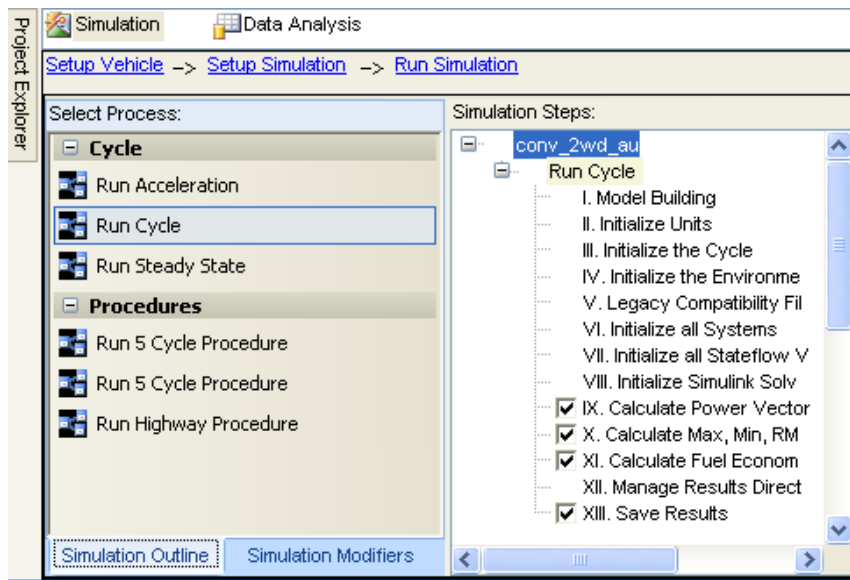 Project Explorer
Simulation Data Analysis
Setup Vehicle -> Setup Simulation -> Run Simulation
Select Process:
Cycle
Run Acceleration
Run Cycle
Run Steady State
Procedures
Run 5 Cycle Procedure
Run 5 Cycle Procedure
Run Highway Procedure
Simulation Outline Simulation Modifiers
Simulation Steps:
conv_2wd_au
Run Cycle
I. Model Building
II. Initialize Units
III. Initialize the Cycle
IV. Initialize the Environme
V. Legacy Compatibility Fil
VI. Initialize all Systems
VII. Initialize all Stateflow V
VIII. Initialize Simulink Solv
IX. Calculate Power Vector
X. Calculate Max, Min, RM
XI. Calculate Fuel Econom
XII. Manage Results Direct
XIII. Save Results